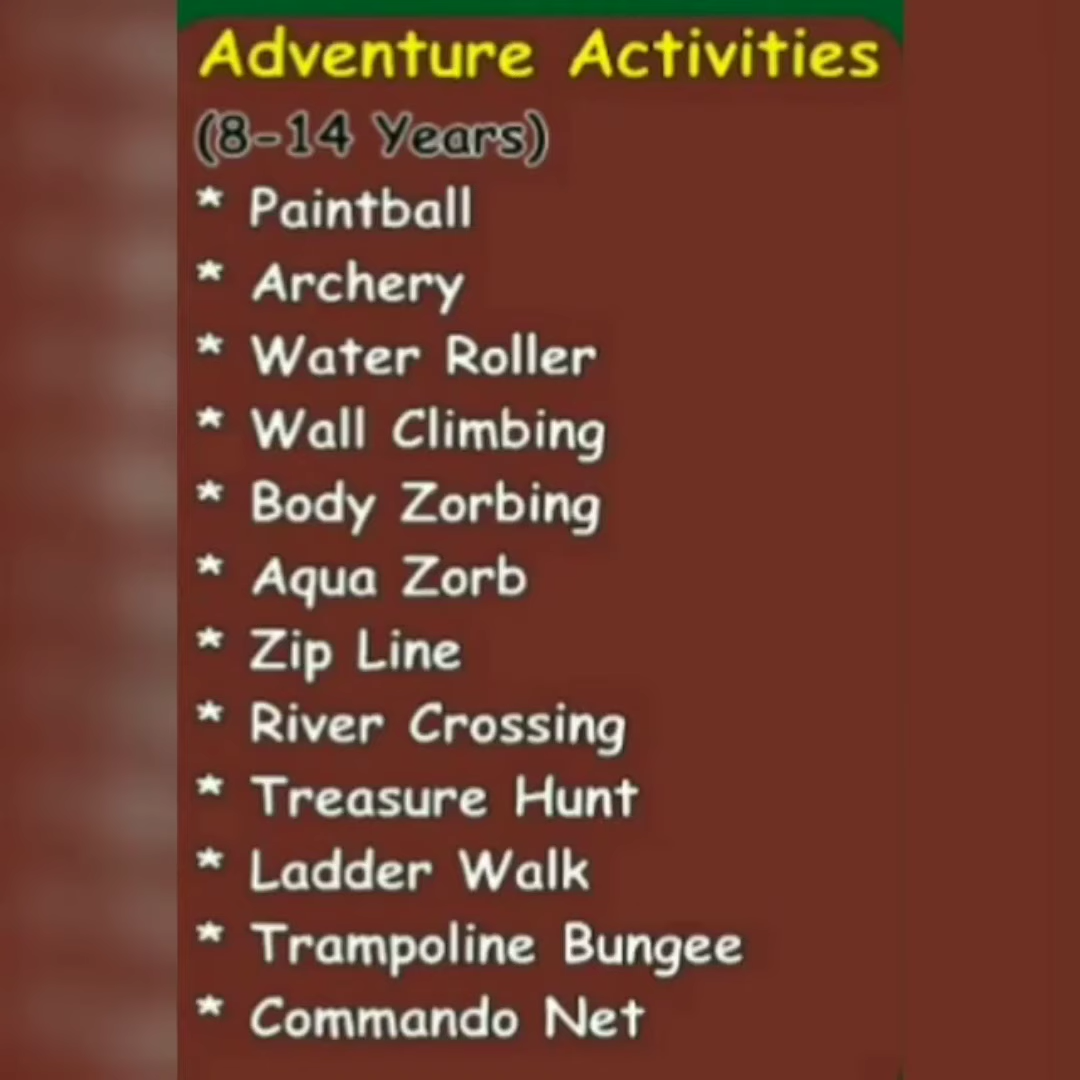 Adventure Activities
(8-14 Years)
* Paintball
* Archery
* Water Roller
* Wall Climbing
* Body Zorbing
* Aqua Zorb
* Zip Line
* River Crossing
* Treasure Hunt
* Ladder Walk
* Trampoline Bungee
* Commando Net